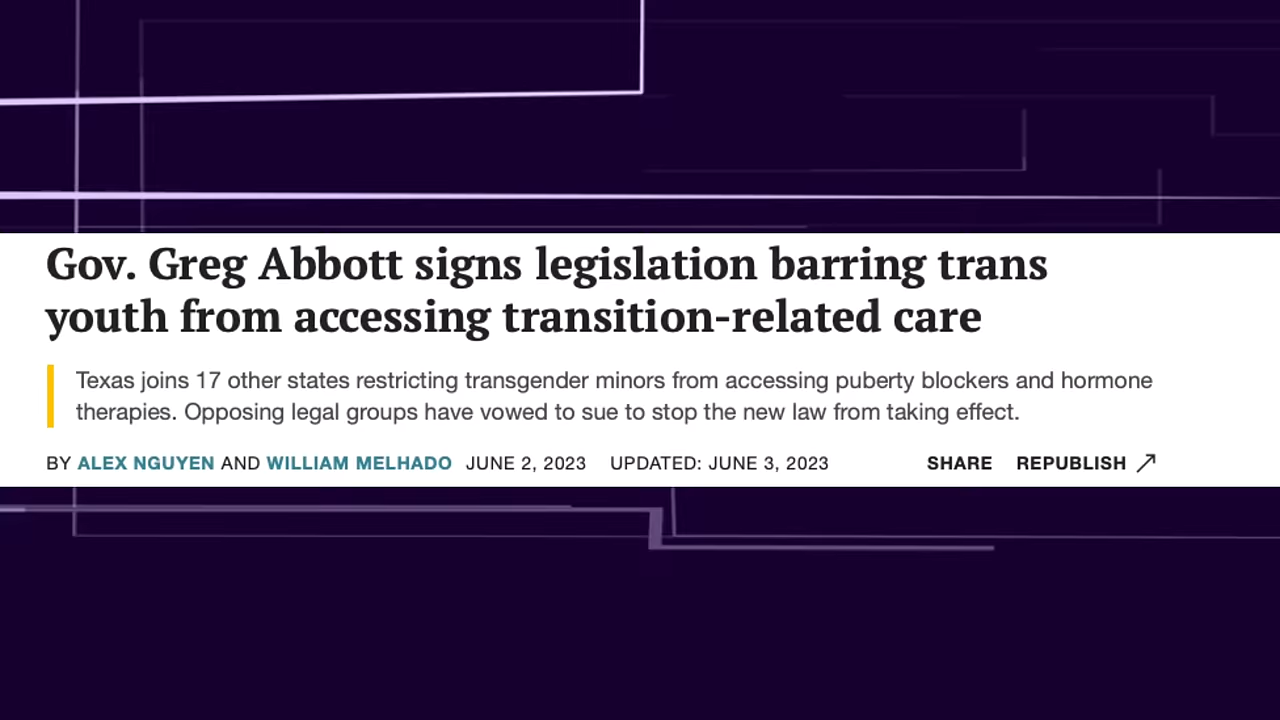 Gov. Greg Abbott signs legislation barring trans
youth from accessing transition-related care
Texas joins 17 other states restricting transgender minors from accessing puberty blockers and hormone
therapies. Opposing legal groups have vowed to sue to stop the new law from taking effect.
BY ALEX NGUYEN AND WILLIAM MELHADO JUNE 2, 2023 UPDATED: JUNE 3, 2023 SHARE REPUBLISH